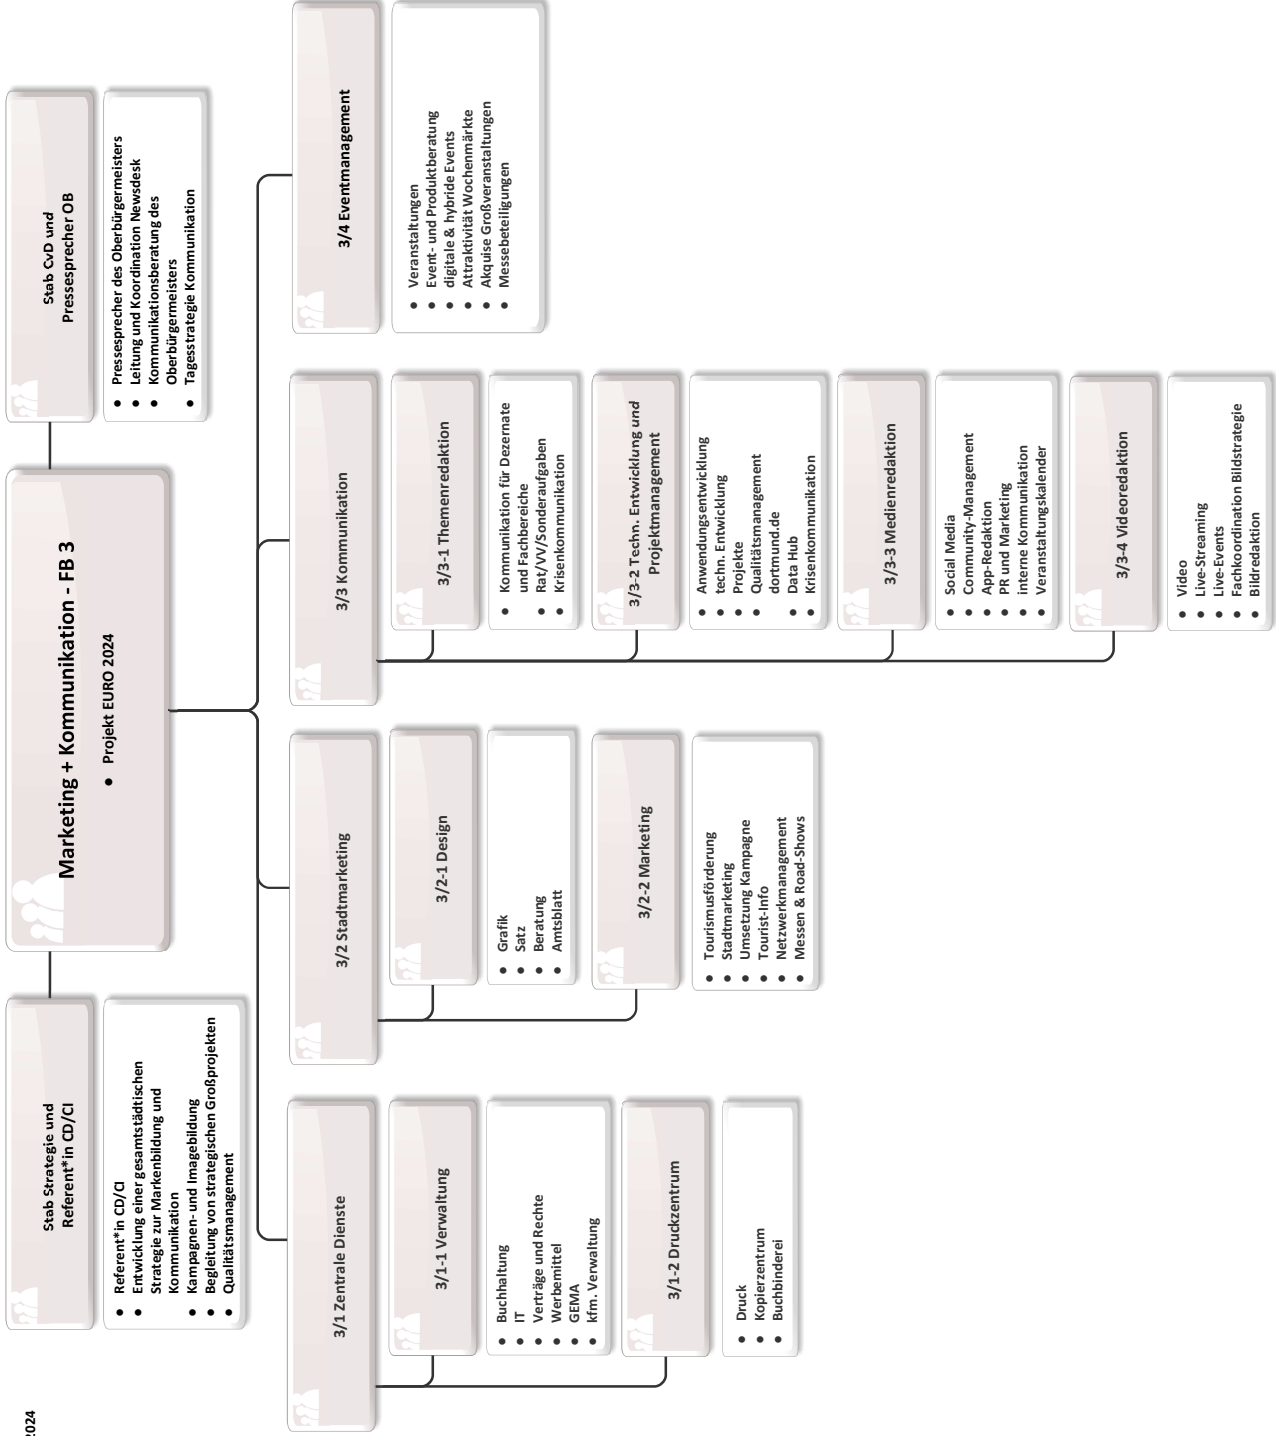 2024
Marketing + Kommunikation - FB 3
• Projekt EURO 2024
Stab Strategie und
Referent*in CD/CI
• Referent*in CD/CI
• Entwicklung einer gesamtstädtischen
Strategie zur Markenbildung und
Kommunikation
• Kampagnen- und Imagebildung
• Begleitung von strategischen Großprojekten
• Qualitätsmanagement
Stab CvD und
Pressesprecher OB
• Pressesprecher des Oberbürgermeisters
• Leitung und Koordination Newsdesk
• Kommunikationsberatung des
Oberbürgermeisters
• Tagesstrategie Kommunikation
3/1 Zentrale Dienste
3/1-1 Verwaltung
• Buchhaltung
• IT
• Verträge und Rechte
• Werbemittel
• GEMA
• kfm. Verwaltung
3/1-2 Druckzentrum
• Druck
• Kopierzentrum
• Buchbinderei
3/2 Stadtmarketing
3/2-1 Design
• Grafik
• Satz
• Beratung
• Amtsblatt
3/2-2 Marketing
• Tourismusförderung
• Stadtmarketing
• Umsetzung Kampagne
• Tourist-Info
• Netzwerkmanagement
• Messen & Road-Shows
3/3 Kommunikation
3/3-1 Themenredaktion
• Kommunikation für Dezernate
und Fachbereiche
• Rat/VV/Sonderaufgaben
• Krisenkommunikation
3/3-2 Techn. Entwicklung und
Projektmanagement
• Anwendungsentwicklung
• techn. Entwicklung
• Projekte
• Qualitätsmanagement
dortmund.de
• Data Hub
• Krisenkommunikation
3/3-3 Medienredaktion
• Social Media
• Community-Management
• App-Redaktion
• PR und Marketing
• interne Kommunikation
• Veranstaltungskalender
3/3-4 Videoredaktion
• Video
• Live-Streaming
• Live-Events
• Fachkoordination Bildstrategie
• Bildredaktion
3/4 Eventmanagement
• Veranstaltungen
• Event- und Produktberatung
• digitale & hybride Events
• Attraktivität Wochenmärkte
• Akquise Großveranstaltungen
• Messebeteiligungen